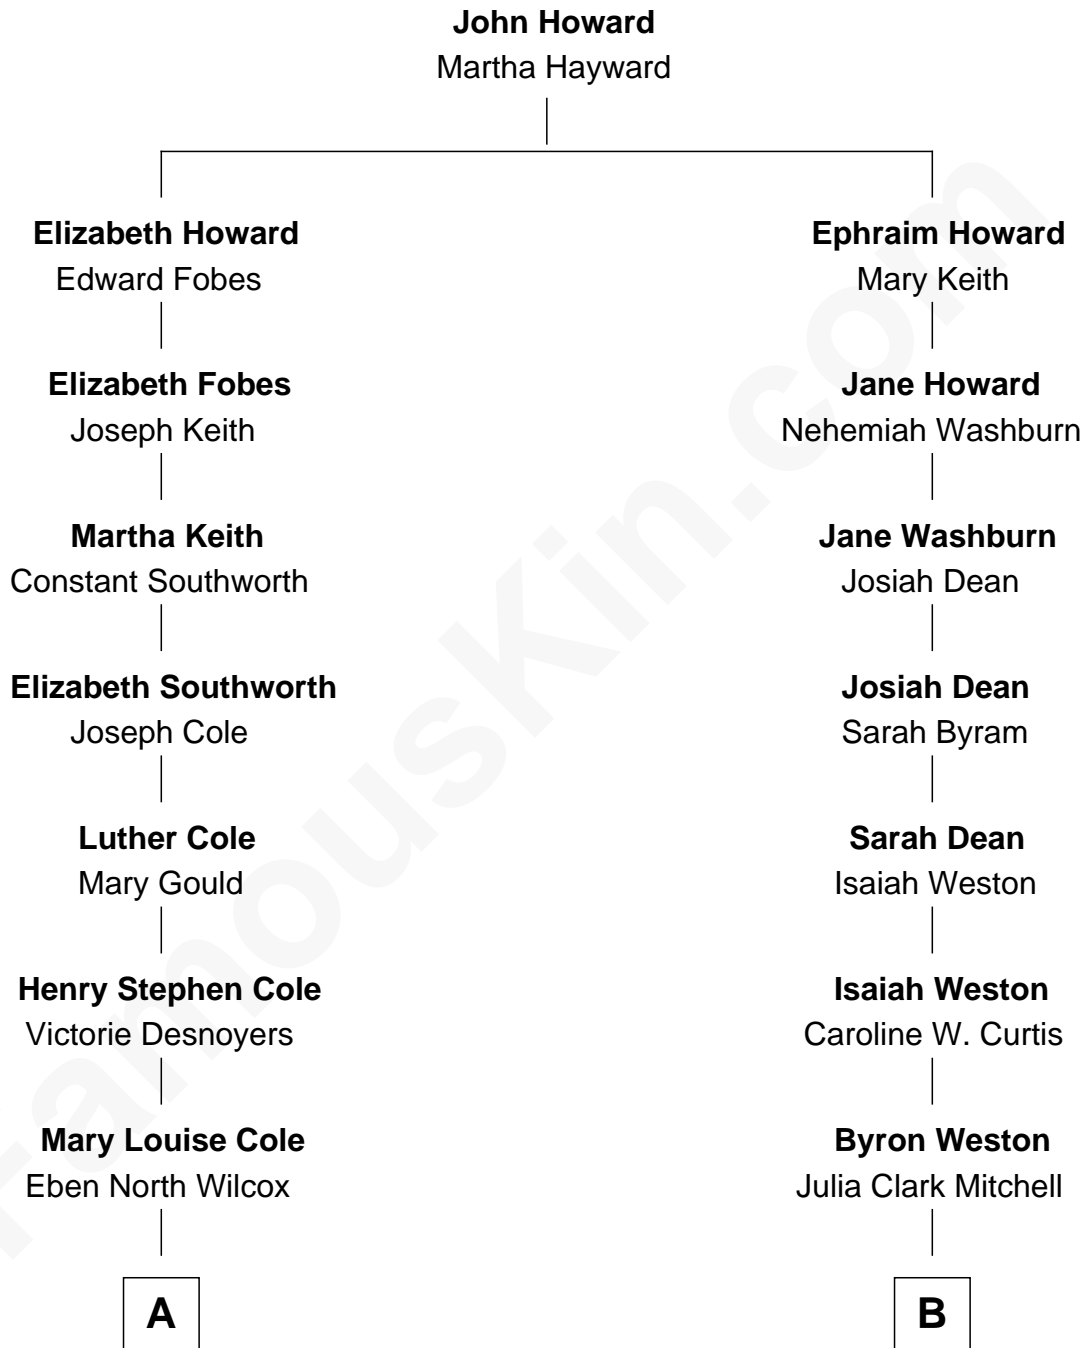 John Howard
Martha Hayward
Elizabeth Howard
Edward Fobes
Ephraim Howard
Mary Keith
Elizabeth Fobes
Joseph Keith
Jane Howard
Nehemiah Washburn
Martha Keith
Constant Southworth
Jane Washburn
Josiah Dean
Elizabeth Southworth
Joseph Cole
Josiah Dean
Sarah Byram
Luther Cole
Mary Gould
Sarah Dean
Isaiah Weston
Henry Stephen Cole
Victorie Desnoyers
Isaiah Weston
Caroline W. Curtis
Mary Louise Cole
Eben North Wilcox
Byron Weston
Julia Clark Mitchell
A
B
FamousKin.com